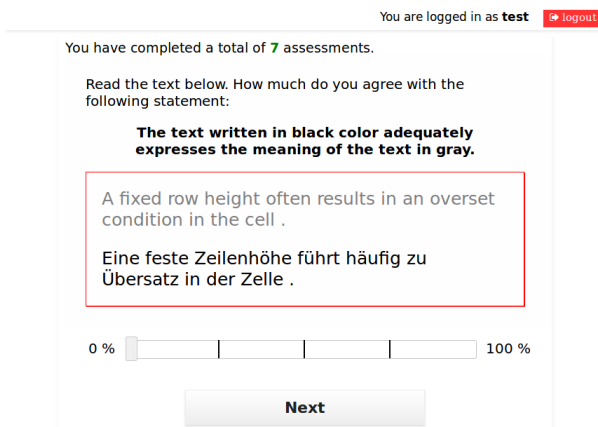 You are logged in as test logout
You have completed a total of 7 assessments.
Read the text below. How much do you agree with the
following statement:
The text written in black color adequately
expresses the meaning of the text in gray.
A fixed row height often results in an overset
condition in the cell .
Eine feste Zeilenhöhe führt häufig zu
Übersatz in der Zelle .
0 % 100 %
Next